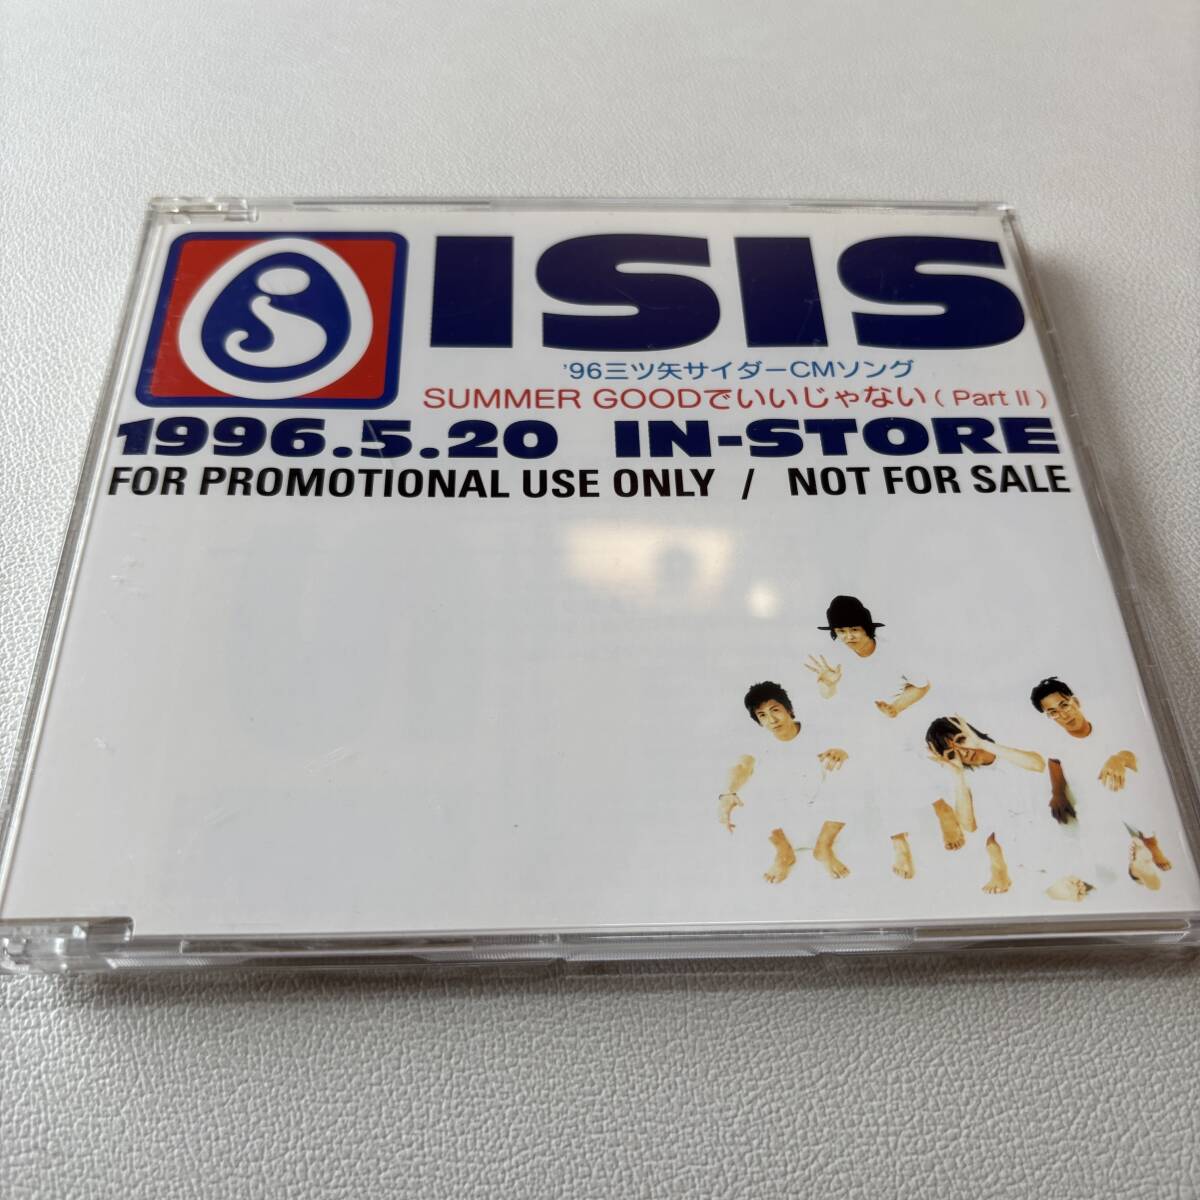 ISIS
'96三ツ矢サイダーCMソング
SUMMER GOODでいいじゃない(Part II)
1996.5.20 IN-STORE
FOR PROMOTIONAL USE ONLY / NOT FOR SALE